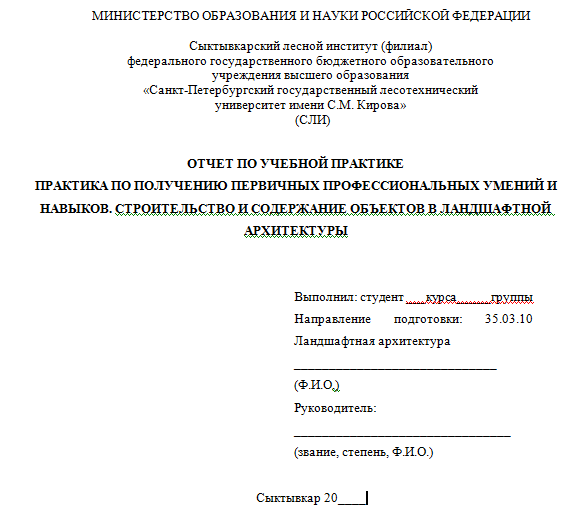 МИНИСТЕРСТВО ОБРАЗОВАНИЯ И НАУКИ РОССИЙСКОЙ ФЕДЕРАЦИИ
Сыктывкарский лесной институт (филиал)
федерального государственного бюджетного образовательного
учреждения высшего образования
«Санкт-Петербургский государственный лесотехнический
университет имени С.М. Кирова»
(СЛИ)
ОТЧЕТ ПО УЧЕБНОЙ ПРАКТИКЕ
ПРАКТИКА ПО ПОЛУЧЕНИЮ ПЕРВИЧНЫХ ПРОФЕССИОНАЛЬНЫХ УМЕНИЙ И
НАВЫКОВ. СТРОИТЕЛЬСТВО И СОДЕРЖАНИЕ ОБЪЕКТОВ В ЛАНДШАФТНОЙ
АРХИТЕКТУРЫ
Выполнил: студент ___курса_____группы
Направление подготовки: 35.03.10
Ландшафтная архитектура
_____________________________
(Ф.И.О.)
Руководитель:
_______________________________
(звание, степень, Ф.И.О.)
Сыктывкар 20____